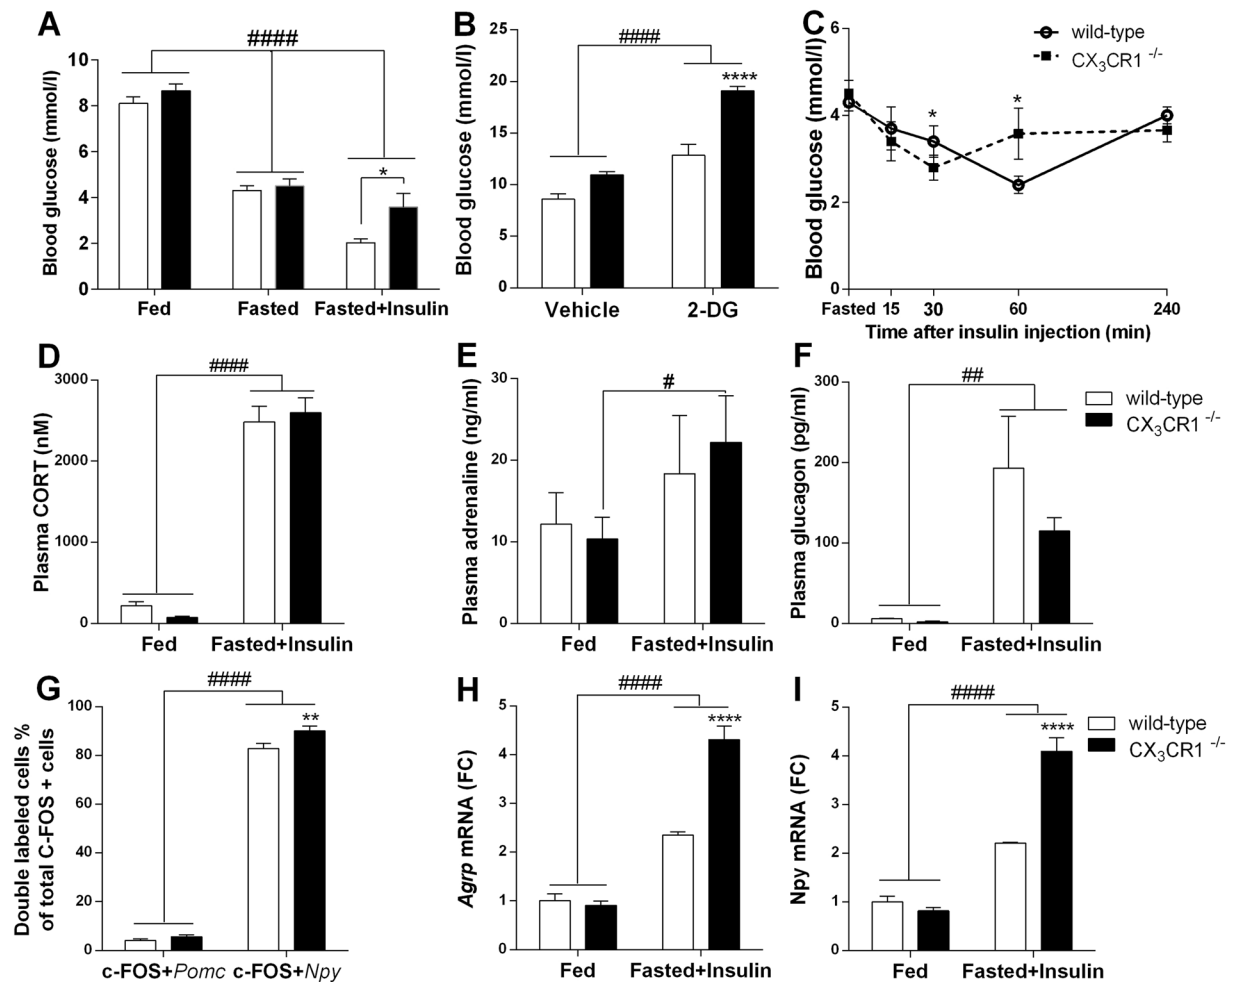 A
####
Blood glucose (mmol/l)
10
8
6
4
2
0
*
Fed
Fasted
Fasted+Insulin
B
####
****
Blood glucose (mmol/l)
25
20
15
10
5
0
Vehicle
2-DG
C
wild-type
CX3CR1 -/-
Blood glucose (mmol/l)
6
4
2
0
*
*
Fasted 15 30 60 240
Time after insulin injection (min)
D
####
Plasma CORT (nM)
3000
2000
1000
0
Fed
Fasted+Insulin
E
#
Plasma adrenaline (ng/ml)
30
20
10
0
Fed
Fasted+Insulin
F
##
Plasma glucagon (pg/ml)
300
200
100
0
Fed
Fasted+Insulin
wild-type
CX3CR1 -/-
G
####
**
Double labeled cells %
of total C-FOS + cells
100
80
60
40
20
0
c-FOS+Pomc
c-FOS+Npy
H
####
****
Agrp mRNA (FC)
5
4
3
2
1
0
Fed
Fasted+Insulin
I
####
****
Npy mRNA (FC)
5
4
3
2
1
0
Fed
Fasted+Insulin
wild-type
CX3CR1 -/-